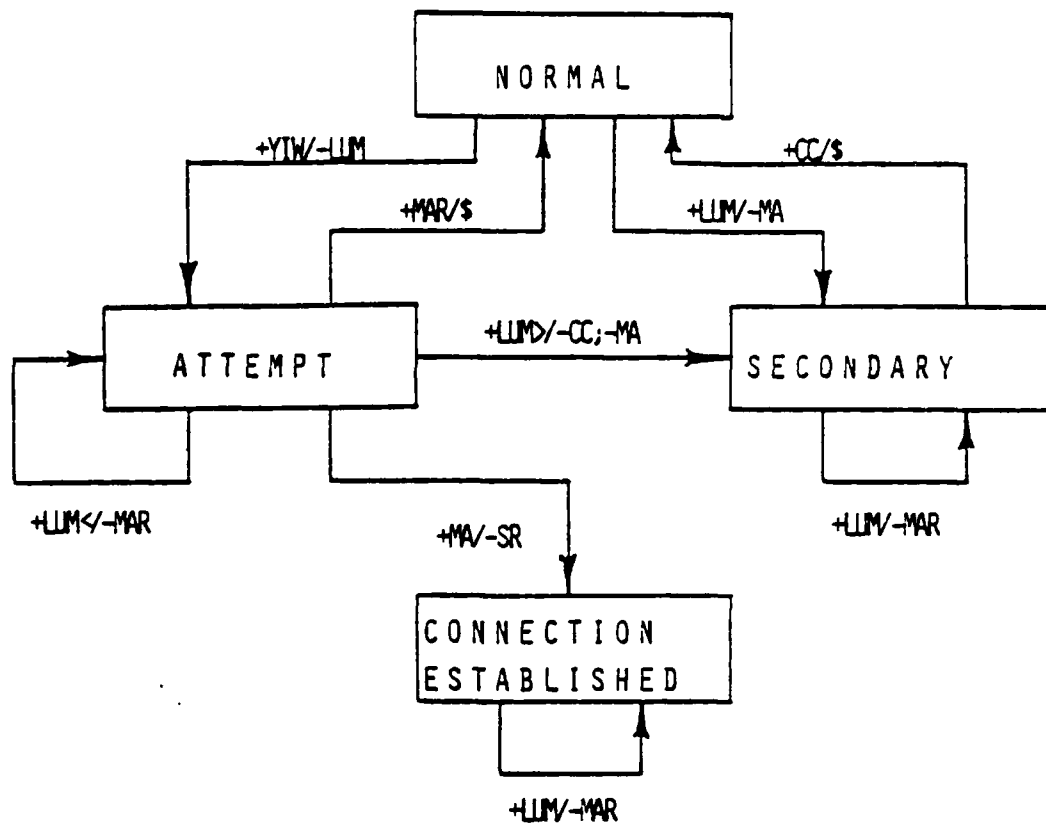 NORMAL
+YIW/-LUM
+CC/$
+MAR/$
+LUM/-MA
+LUM>/-CC;-MA
ATTEMPT
SECONDARY
+LUM</-MAR
+LUM/-MAR
+MA/-SR
CONNECTION
ESTABLISHED
+LUM/-MAR